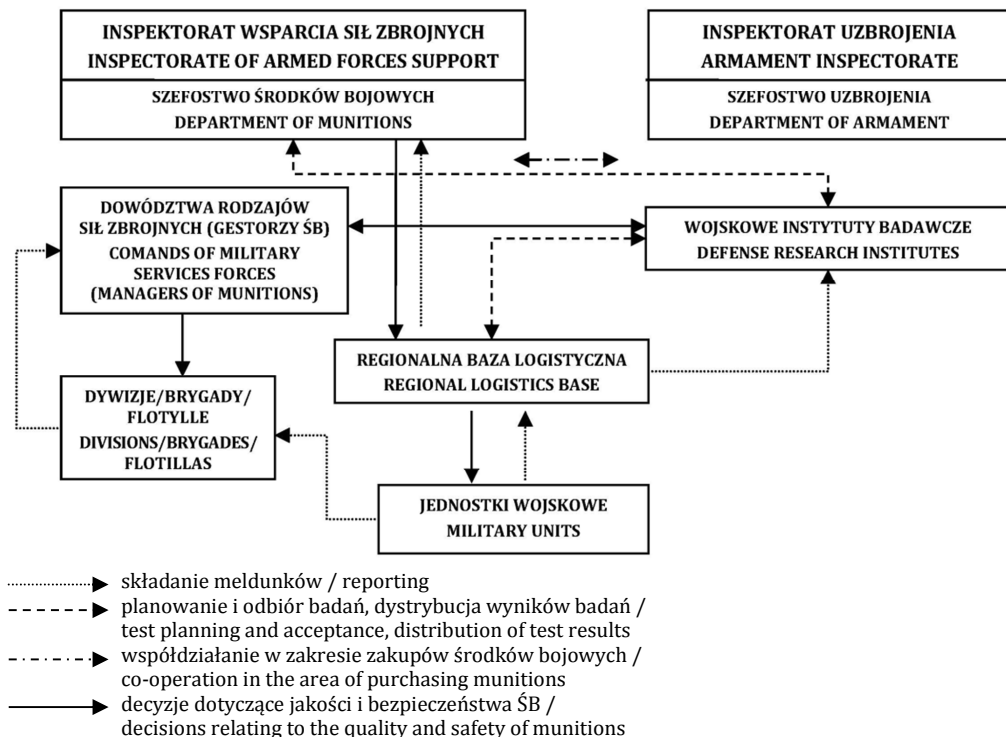 INSPEKTORAT WSPARCIA SIŁ ZBROJNYCH
INSPECTORATE OF ARMED FORCES SUPPORT
SZEFOSTWO ŚRODKÓW BOJOWYCH
DEPARTMENT OF MUNITIONS
INSPEKTORAT UZBROJENIA
ARMAMENT INSPECTORATE
SZEFOSTWO UZBROJENIA
DEPARTMENT OF ARMAMENT
DOWÓDZTWA RODZAJÓW
SIŁ ZBROJNYCH (GESTORZY ŚB)
COMANDS OF MILITARY
SERVICES FORCES
(MANAGERS OF MUNITIONS)
WOJSKOWE INSTYTUTY BADAWCZE
DEFENSE RESEARCH INSTITUTES
REGIONALNA BAZA LOGISTYCZNA
REGIONAL LOGISTICS BASE
DYWIZJE/BRYGADY/
FLOTYLLE
DIVISIONS/BRYGADES/
FLOTILLAS
JEDNOSTKI WOJSKOWE
MILITARY UNITS
składanie meldunków / reporting
planowanie i odbiór badań, dystrybucja wyników badań /
test planning and acceptance, distribution of test results
współdziałanie w zakresie zakupów środków bojowych /
co-operation in the area of purchasing munitions
decyzje dotyczące jakości i bezpieczeństwa ŚB /
decisions relating to the quality and safety of munitions